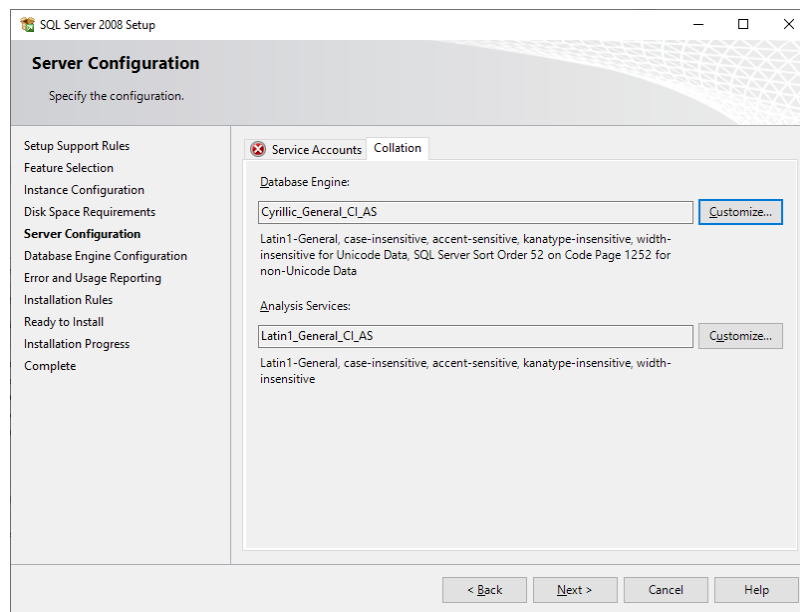 SQL Server 2008 Setup
Server Configuration
Specify the configuration.
Setup Support Rules
Feature Selection
Instance Configuration
Disk Space Requirements
Server Configuration
Database Engine Configuration
Error and Usage Reporting
Installation Rules
Ready to Install
Installation Progress
Complete
Service Accounts
Collation
Database Engine:
Cyrillic_General_CI_AS
Customize...
Latin1-General, case-insensitive, accent-sensitive, kanatype-insensitive, width-
insensitive for Unicode Data, SQL Server Sort Order 52 on Code Page 1252 for
non-Unicode Data
Analysis Services:
Latin1_General_CI_AS
Customize...
Latin1-General, case-insensitive, accent-sensitive, kanatype-insensitive, width-
insensitive
< Back
Next >
Cancel
Help